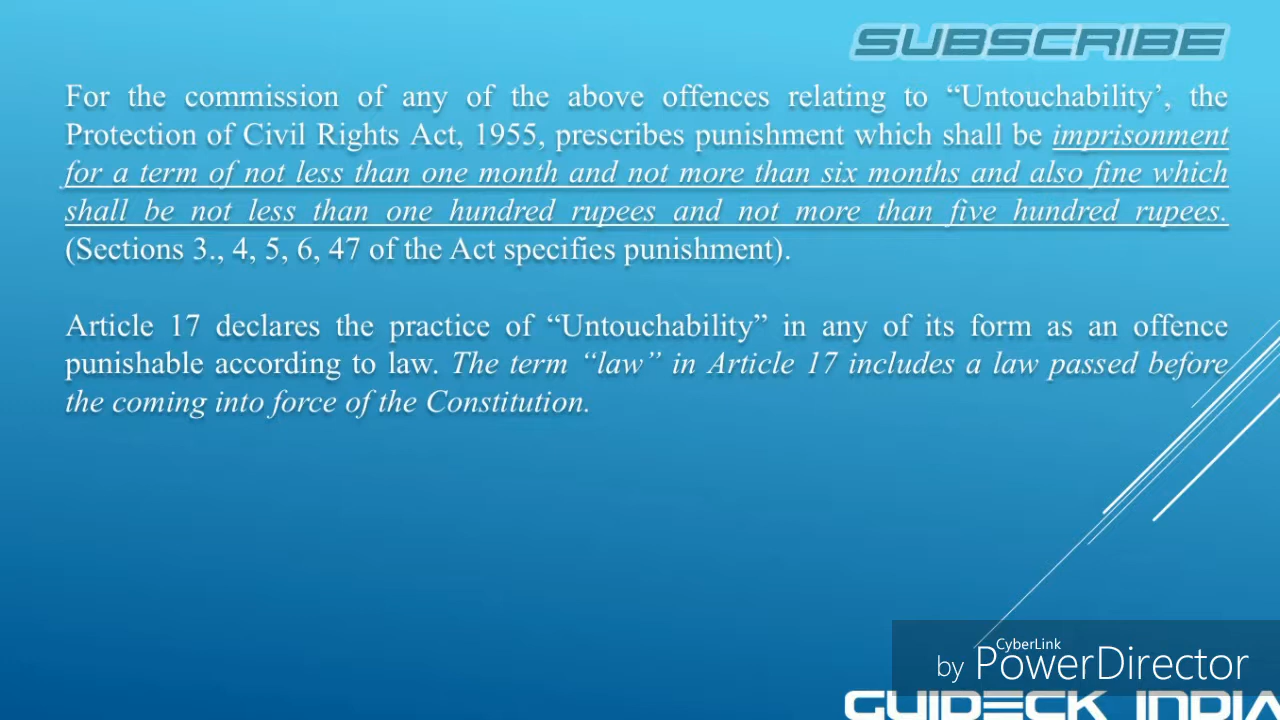 SUBSCRIBE
For the commission of any of the above offences relating to “Untouchability’, the
Protection of Civil Rights Act, 1955, prescribes punishment which shall be imprisonment
for a term of not less than one month and not more than six months and also fine which
shall be not less than one hundred rupees and not more than five hundred rupees.
(Sections 3., 4, 5, 6, 47 of the Act specifies punishment).
Article 17 declares the practice of “Untouchability” in any of its form as an offence
punishable according to law. The term “law” in Article 17 includes a law passed before
the coming into force of the Constitution.
CyberLink
by PowerDirector
GUIDECK INDIA